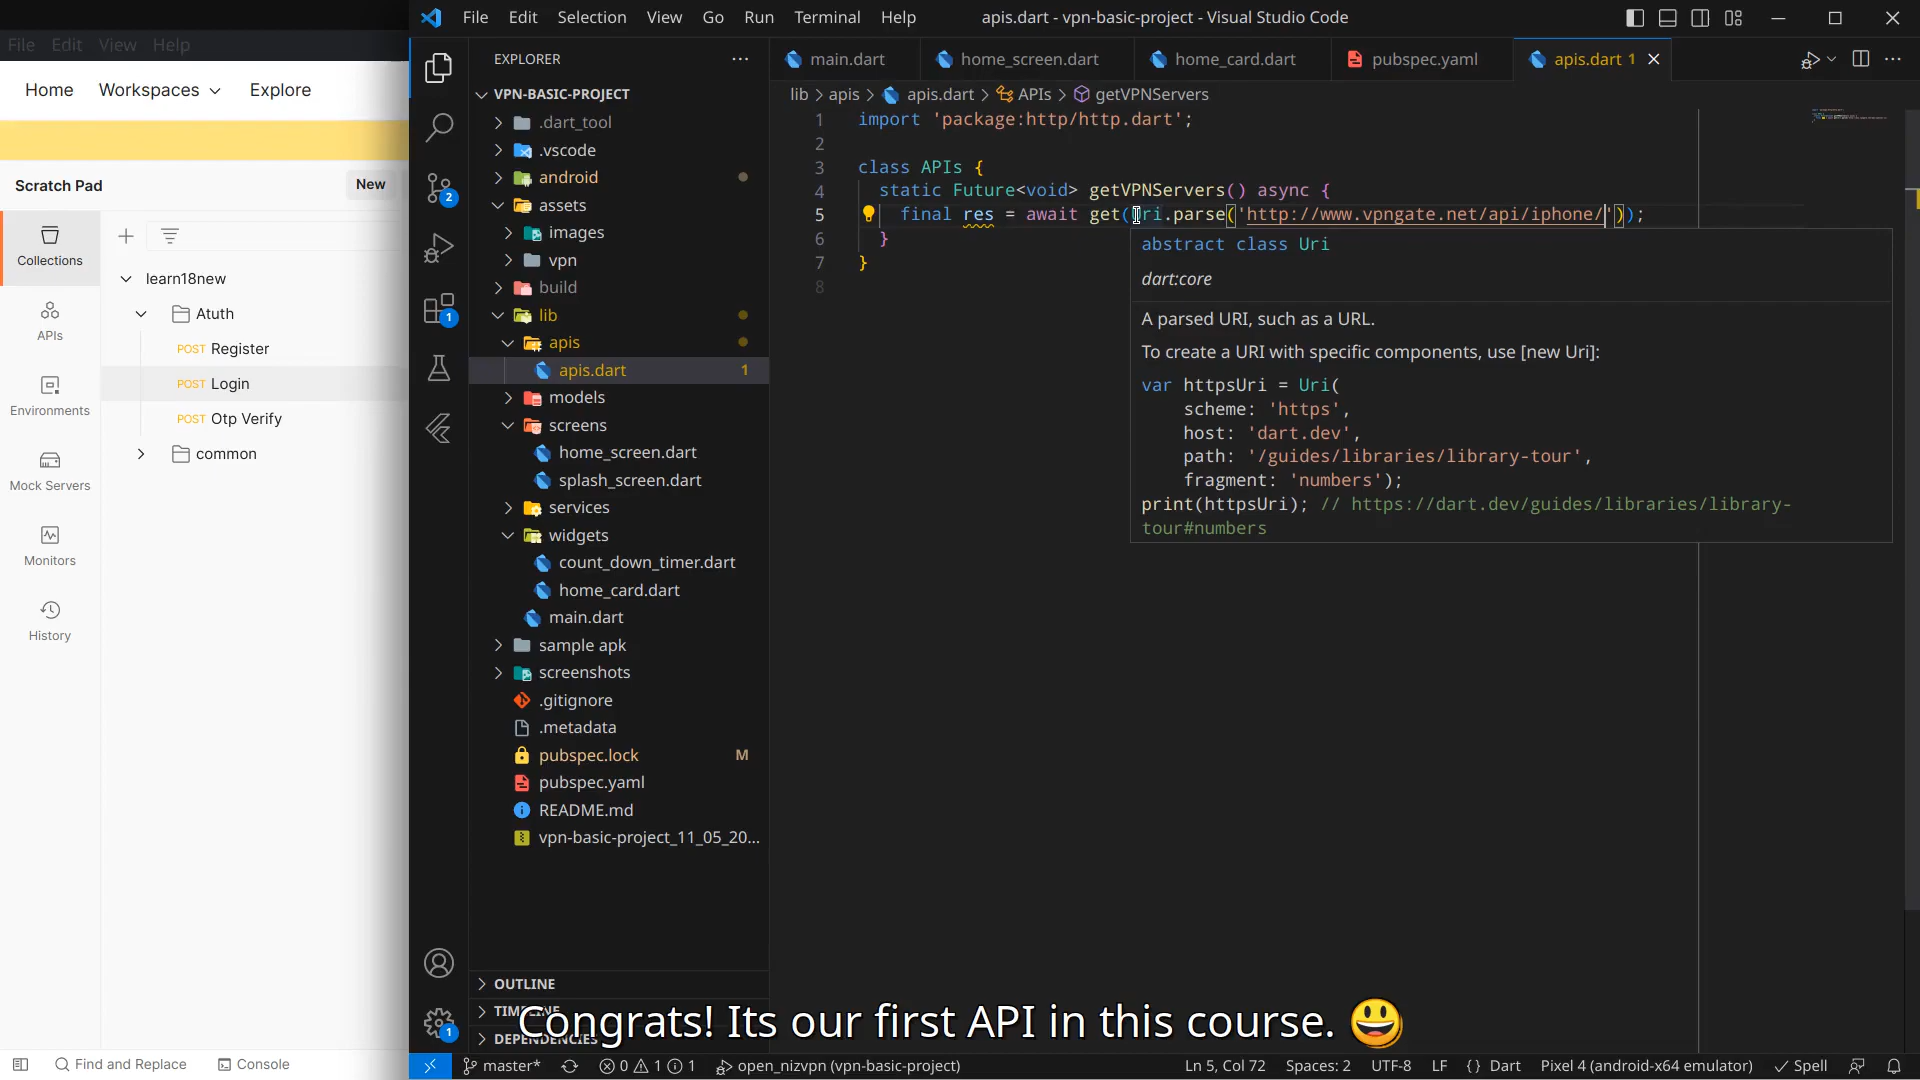 File Edit View Help
Home Workspaces Explore
Scratch Pad New
Collections
APIs
Environments
Mock Servers
Monitors
History
learn18new
Atuth
POST Register
POST Login
POST Otp Verify
common
Find and Replace Console
File Edit Selection View Go Run Terminal Help apis.dart - vpn-basic-project - Visual Studio Code
EXPLORER
VPN-BASIC-PROJECT
.dart_tool
.vscode
android
assets
images
vpn
build
lib
apis
apis.dart 1
models
screens
home_screen.dart
splash_screen.dart
services
widgets
count_down_timer.dart
home_card.dart
main.dart
sample apk
screenshots
.gitignore
.metadata
pubspec.lock M
pubspec.yaml
README.md
vpn-basic-project_11_05_20...
OUTLINE
TIMELINE
DEPENDENCIES
2
1
1
main.dart home_screen.dart home_card.dart pubspec.yaml apis.dart 1
lib > apis > apis.dart > APIs > getVPNServers
1 import 'package:http/http.dart';
2
3 class APIs {
4 static Future<void> getVPNServers() async {
5 final res = await get(Uri.parse('http://www.vpngate.net/api/iphone/'));
6 }
7 }
8
abstract class Uri
dart:core
A parsed URI, such as a URL.
To create a URI with specific components, use [new Uri]:
var httpsUri = Uri(
scheme: 'https',
host: 'dart.dev',
path: '/guides/libraries/library-tour',
fragment: 'numbers');
print(httpsUri); // https://dart.dev/guides/libraries/library-
tour#numbers
Congrats! Its our first API in this course. 😃
master* 0 1 1 open_nizvpn (vpn-basic-project) Ln 5, Col 72 Spaces: 2 UTF-8 LF { } Dart Pixel 4 (android-x64 emulator) Spell